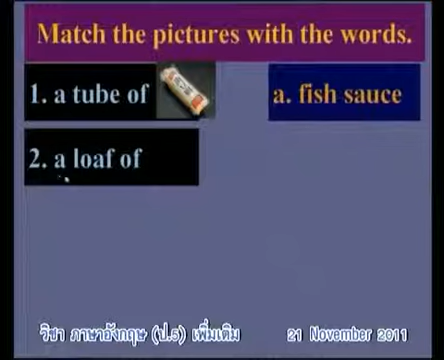 Match the pictures with the words.
1. a tube of
a. fish sauce
2. a loaf of
วิชา ภาษาอังกฤษ (ป.5) เพิ่มเติม
21 November 2011